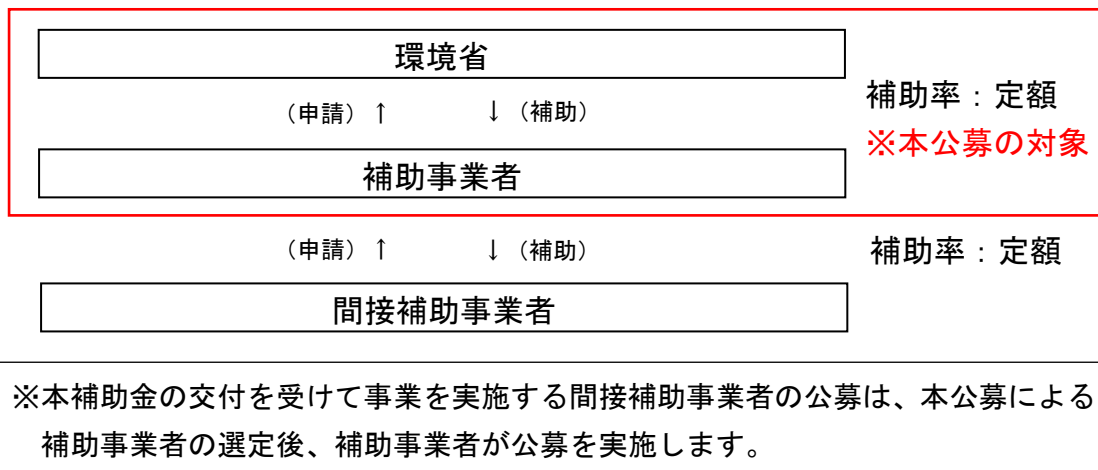 環境省
（申請）↑ ↓（補助）
補助率：定額
※本公募の対象
補助事業者
（申請）↑ ↓（補助）
補助率：定額
間接補助事業者
※本補助金の交付を受けて事業を実施する間接補助事業者の公募は、本公募による
補助事業者の選定後、補助事業者が公募を実施します。